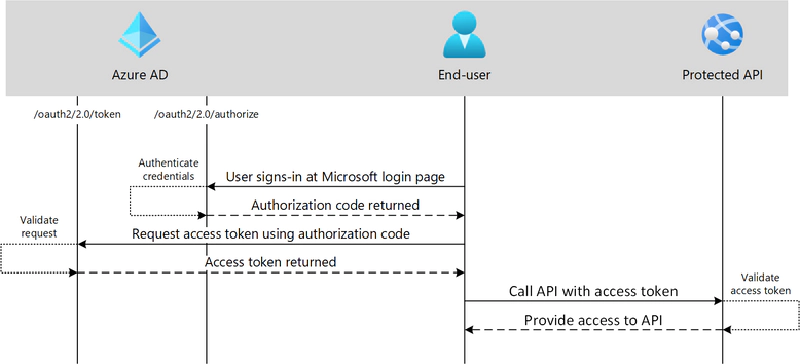 Azure AD
End-user
Protected API
/oauth2/2.0/token
/oauth2/2.0/authorize
Authenticate
credentials
User signs-in at Microsoft login page
Authorization code returned
Validate
request
Request access token using authorization code
Access token returned
Call API with access token
Validate
access token
Provide access to API